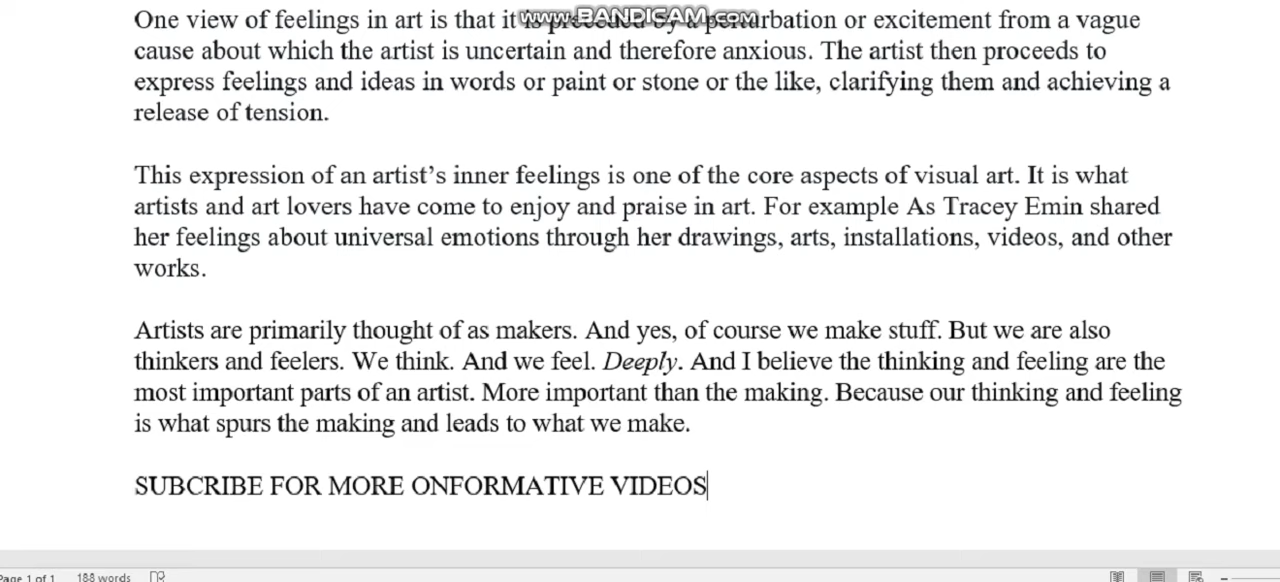 www.BANDICAM.com
One view of feelings in art is that it is preceded by a perturbation or excitement from a vague
cause about which the artist is uncertain and therefore anxious. The artist then proceeds to
express feelings and ideas in words or paint or stone or the like, clarifying them and achieving a
release of tension.
This expression of an artist’s inner feelings is one of the core aspects of visual art. It is what
artists and art lovers have come to enjoy and praise in art. For example As Tracey Emin shared
her feelings about universal emotions through her drawings, arts, installations, videos, and other
works.
Artists are primarily thought of as makers. And yes, of course we make stuff. But we are also
thinkers and feelers. We think. And we feel. Deeply. And I believe the thinking and feeling are the
most important parts of an artist. More important than the making. Because our thinking and feeling
is what spurs the making and leads to what we make.
SUBCRIBE FOR MORE ONFORMATIVE VIDEOS
Page 1 of 1 188 words